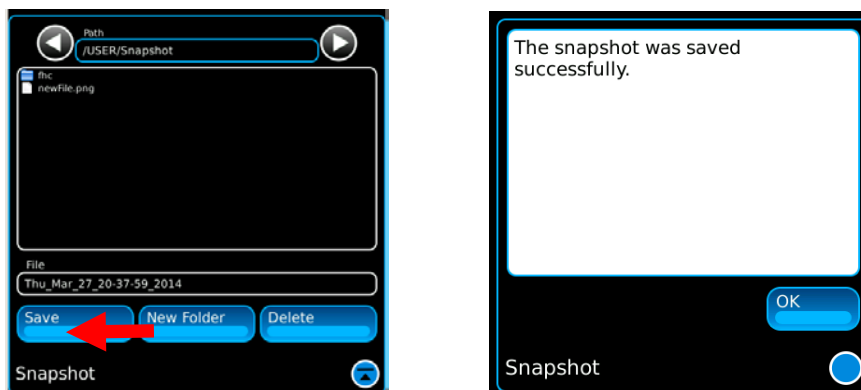 Path
/USER/Snapshot
fhc
newFile.png
File
Thu_Mar_27_20-37-59_2014
Save
New Folder
Delete
Snapshot
The snapshot was saved
successfully.
OK
Snapshot